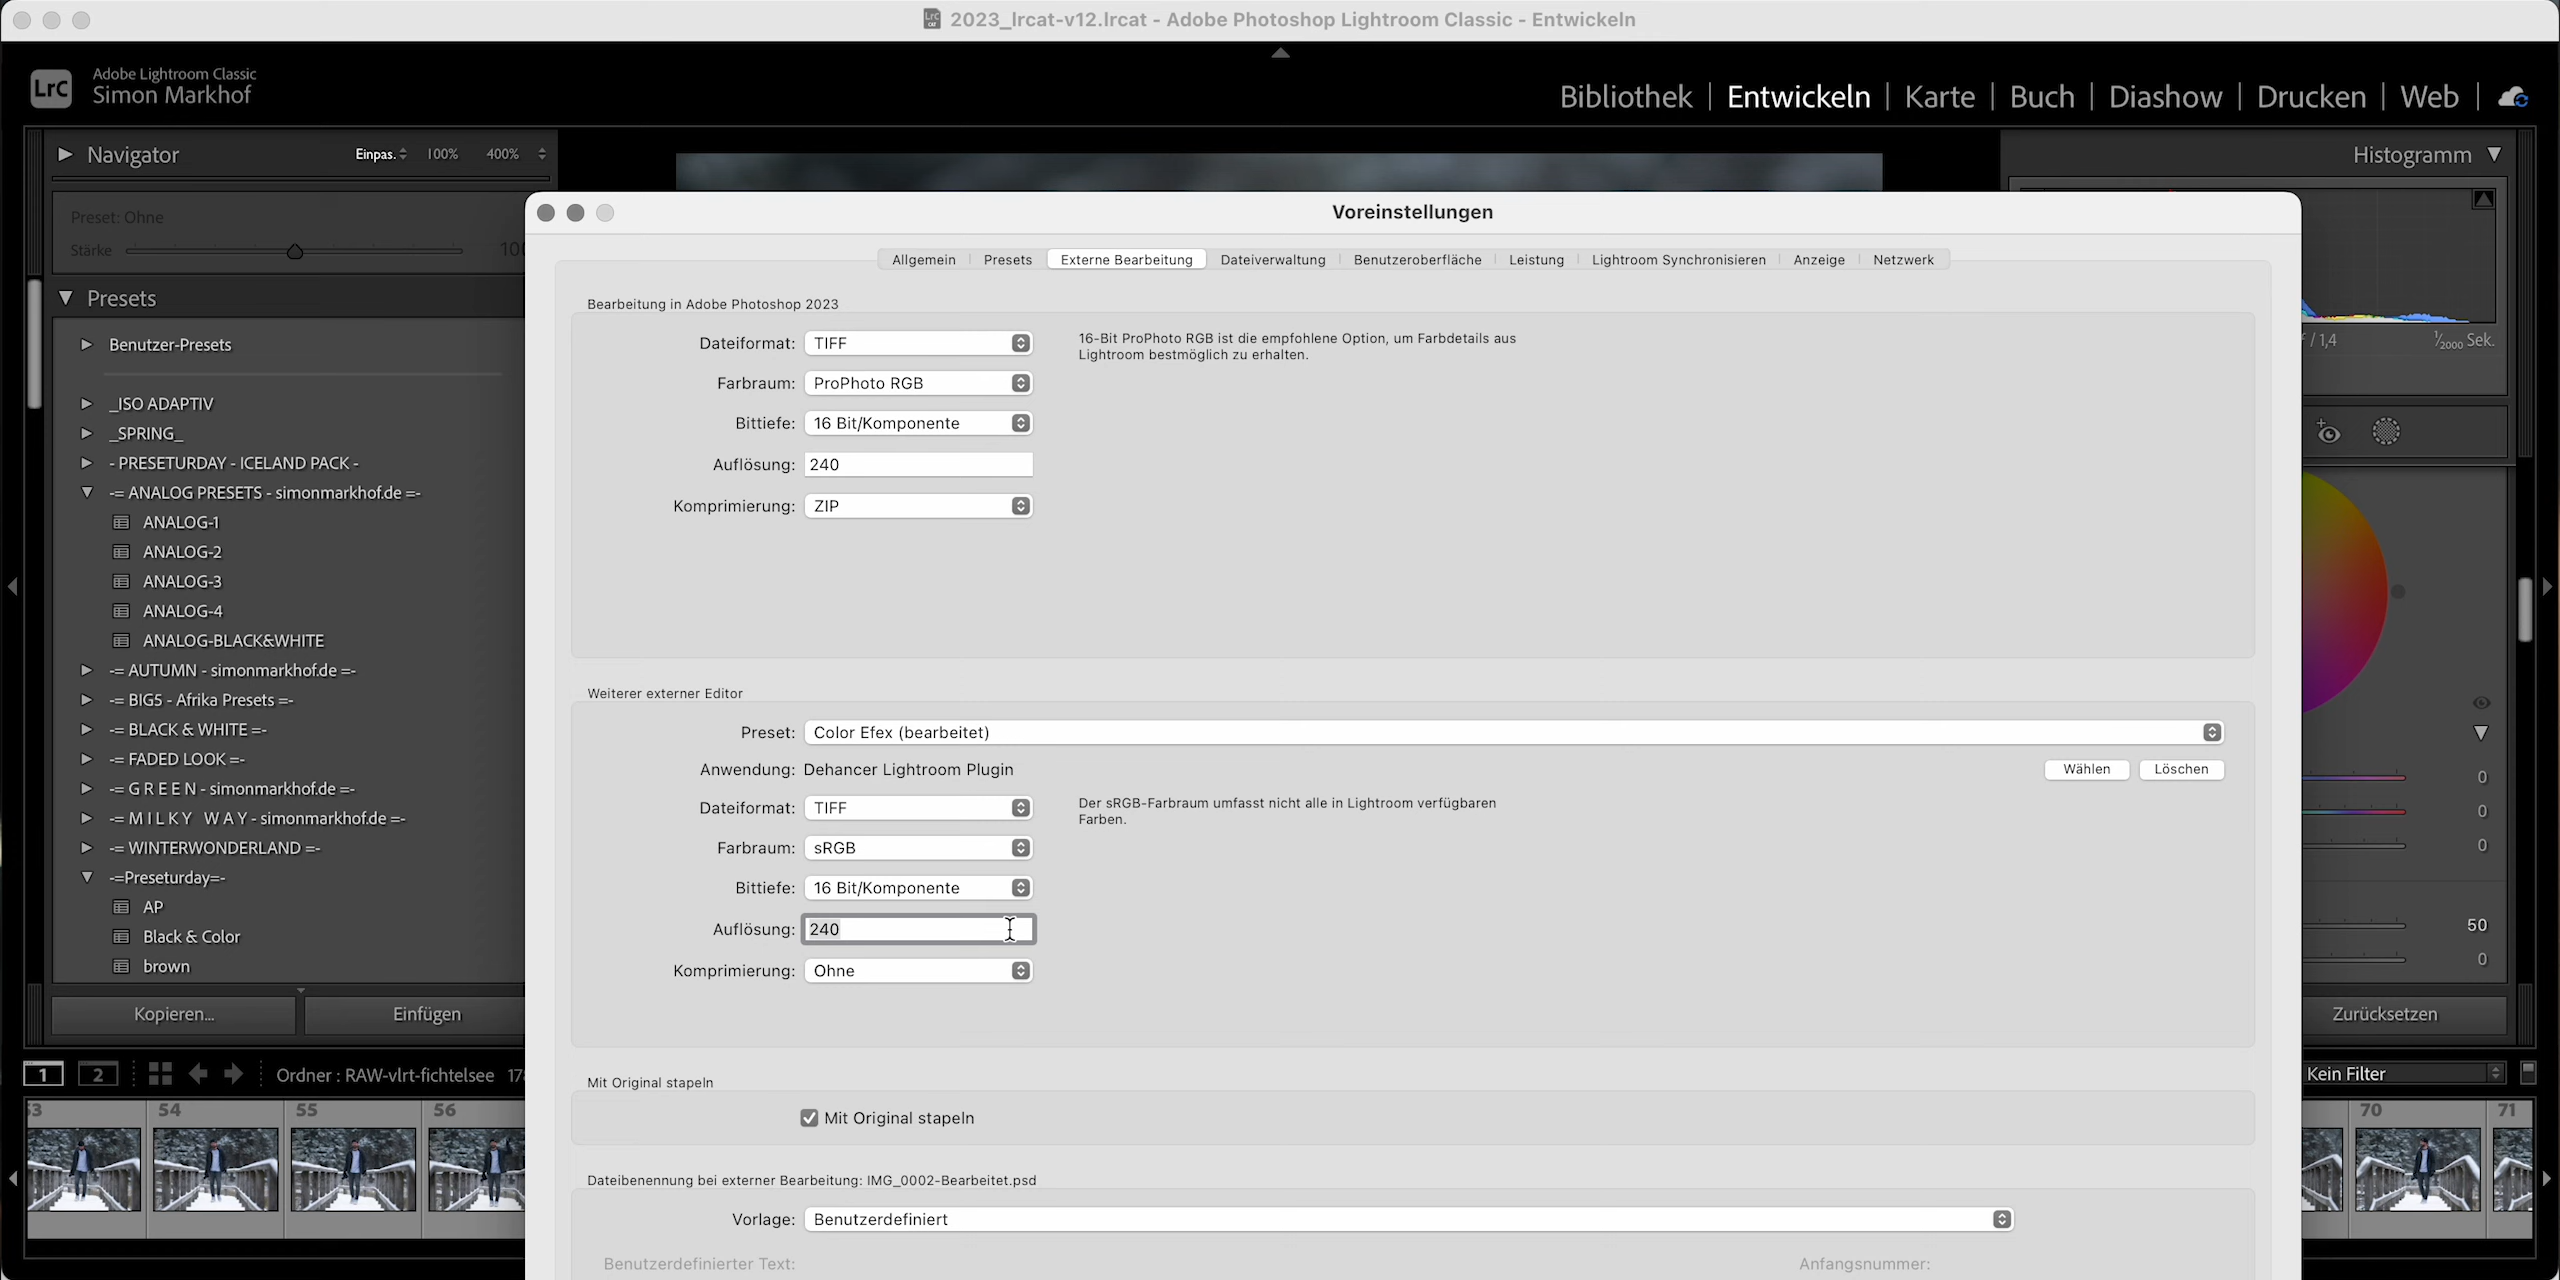 2023_lrcat-v12.lrcat - Adobe Photoshop Lightroom Classic - Entwickeln
LrC
Adobe Lightroom Classic
Simon Markhof
Bibliothek | Entwickeln | Karte | Buch | Diashow | Drucken | Web |
Navigator
Einpas.
100%
400%
Histogramm
Preset: Ohne
Stärke
Presets
Benutzer-Presets
_ISO ADAPTIV
_SPRING_
- PRESETURDAY - ICELAND PACK -
-= ANALOG PRESETS - simonmarkhof.de =-
ANALOG-1
ANALOG-2
ANALOG-3
ANALOG-4
ANALOG-BLACK&WHITE
-= AUTUMN - simonmarkhof.de =-
-= BIG5 - Afrika Presets =-
-= BLACK & WHITE =-
-= FADED LOOK =-
-= G R E E N - simonmarkhof.de =-
-= M I L K Y   W A Y - simonmarkhof.de =-
-= WINTERWONDERLAND =-
-=Preseturday=-
AP
Black & Color
brown
Kopieren...
Einfügen
Voreinstellungen
Allgemein
Presets
Externe Bearbeitung
Dateiverwaltung
Benutzeroberfläche
Leistung
Lightroom Synchronisieren
Anzeige
Netzwerk
Bearbeitung in Adobe Photoshop 2023
Dateiformat: TIFF
16-Bit ProPhoto RGB ist die empfohlene Option, um Farbdetails aus
Lightroom bestmöglich zu erhalten.
Farbraum: ProPhoto RGB
Bittiefe: 16 Bit/Komponente
Auflösung: 240
Komprimierung: ZIP
Weiterer externer Editor
Preset: Color Efex (bearbeitet)
Anwendung: Dehancer Lightroom Plugin
Wählen
Löschen
Dateiformat: TIFF
Der sRGB-Farbraum umfasst nicht alle in Lightroom verfügbaren
Farben.
Farbraum: sRGB
Bittiefe: 16 Bit/Komponente
Auflösung: 240
Komprimierung: Ohne
Mit Original stapeln
Mit Original stapeln
Dateibenennung bei externer Bearbeitung: IMG_0002-Bearbeitet.psd
Vorlage: Benutzerdefiniert
Benutzerdefinierter Text:
Anfangsnummer:
f / 1,4
1/2000 Sek.
0
0
0
50
0
Zurücksetzen
1
2
Ordner : RAW-vlrt-fichtelsee
Kein Filter
54
55
56
70
71